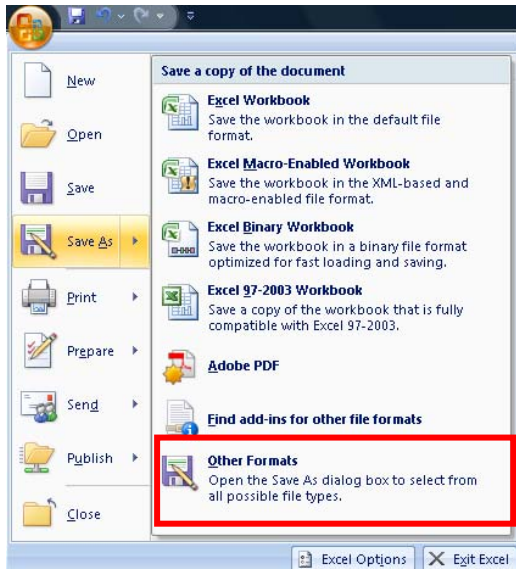 New
Open
Save
Save As
Print
Prepare
Send
Publish
Close
Save a copy of the document
Excel Workbook
Save the workbook in the default file
format.
Excel Macro-Enabled Workbook
Save the workbook in the XML-based and
macro-enabled file format.
Excel Binary Workbook
Save the workbook in a binary file format
optimized for fast loading and saving.
Excel 97-2003 Workbook
Save a copy of the workbook that is fully
compatible with Excel 97-2003.
Adobe PDF
Find add-ins for other file formats
Other Formats
Open the Save As dialog box to select from
all possible file types.
Excel Options
Exit Excel